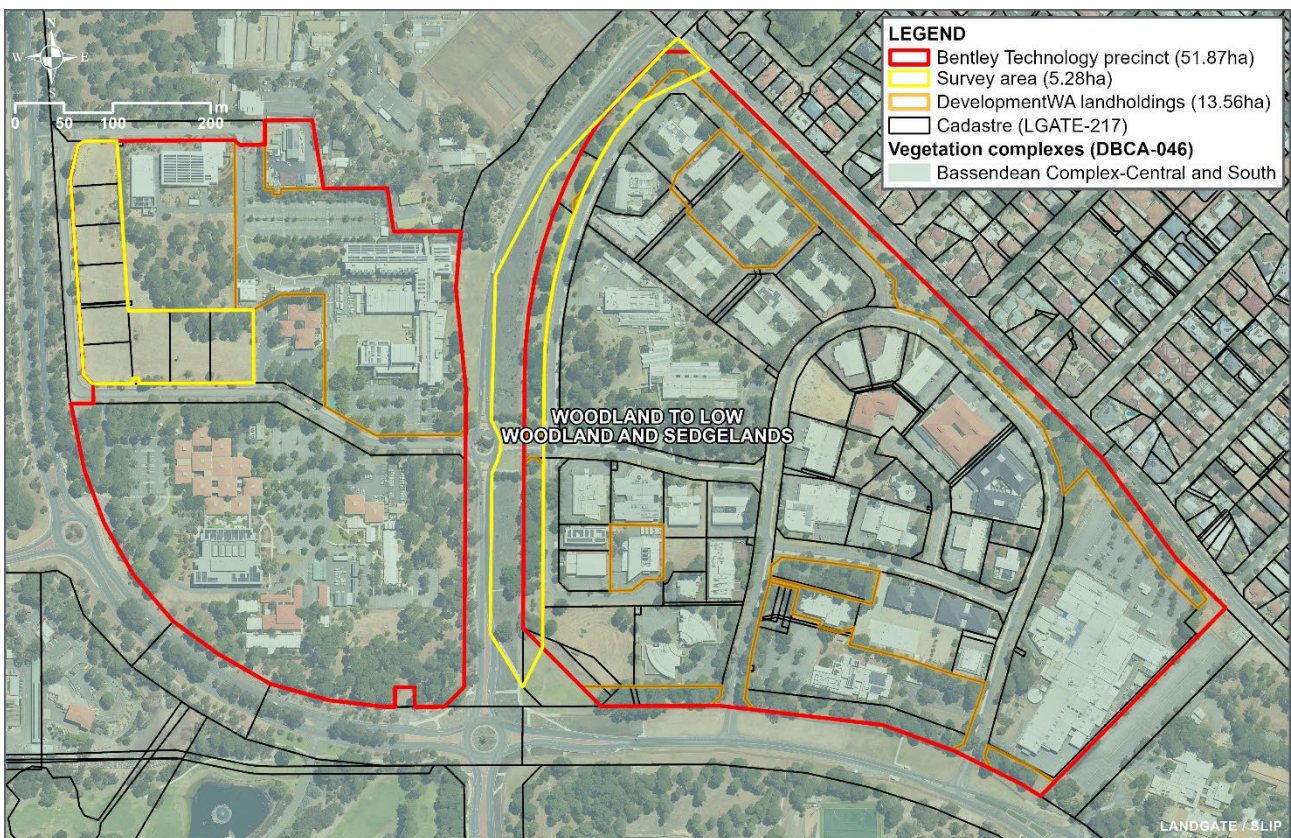 N
W E
S
0 50 100 200
m
LEGEND
Bentley Technology precinct (51.87ha)
Survey area (5.28ha)
DevelopmentWA landholdings (13.56ha)
Cadastre (LGATE-217)
Vegetation complexes (DBCA-046)
Bassendean Complex-Central and South
WOODLAND TO LOW
WOODLAND AND SEDGELANDS
LANDGATE / SLIP